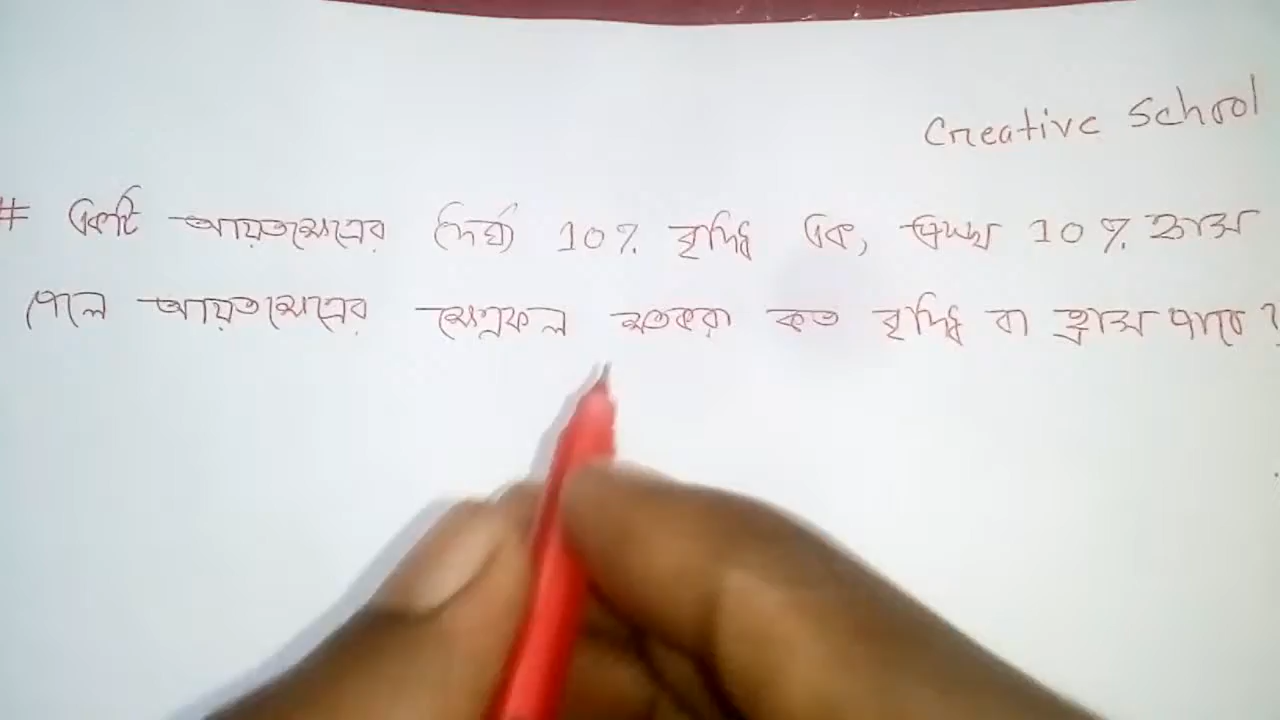 Creative School
# একটি আয়তক্ষেত্রের দৈর্ঘ্য 10% বৃদ্ধি এবং প্রস্থ 10% হ্রাস
পেলে আয়তক্ষেত্রের ক্ষেত্রফল শতকরা কত বৃদ্ধি বা হ্রাস পাবে?